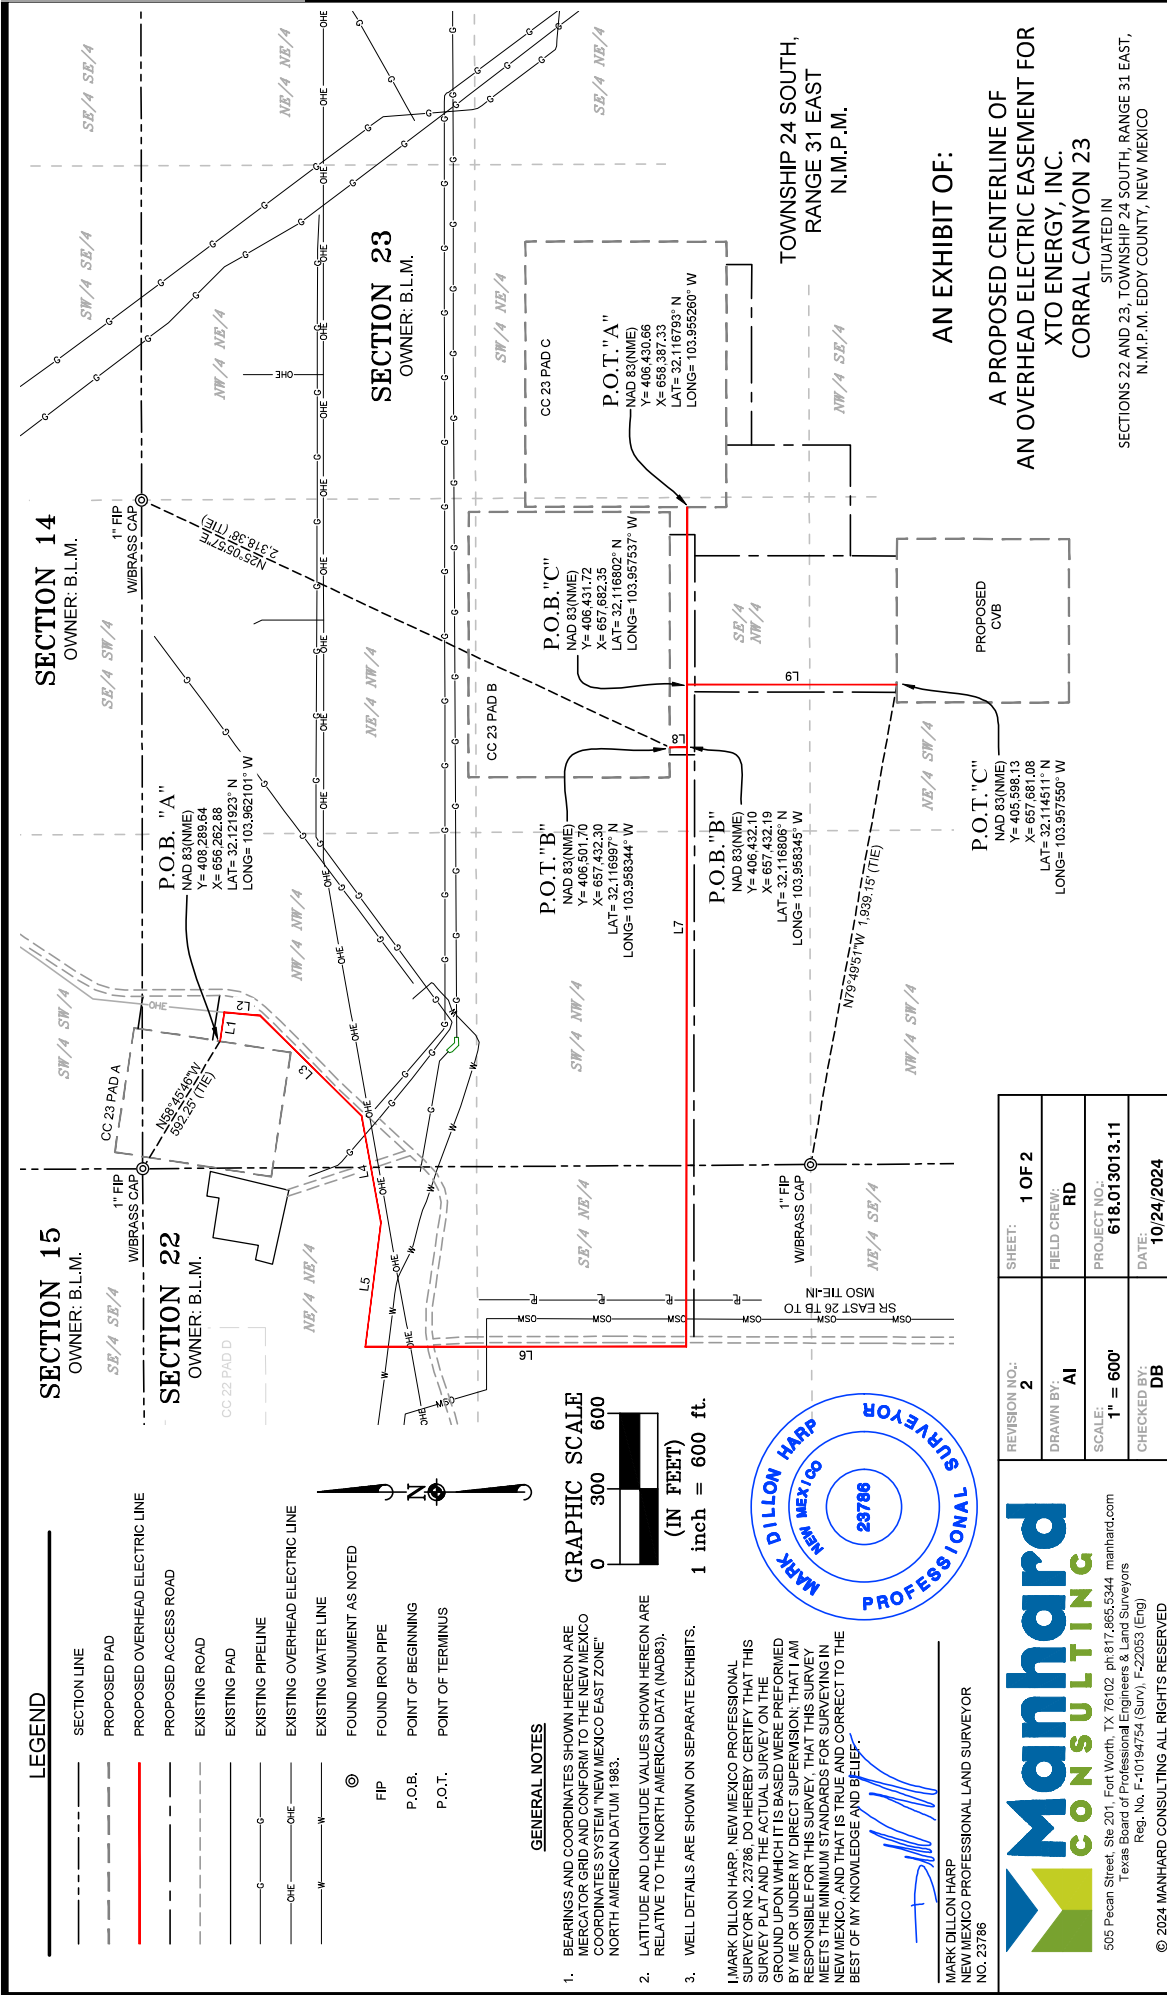 LEGEND
SECTION LINE
PROPOSED PAD
PROPOSED OVERHEAD ELECTRIC LINE
PROPOSED ACCESS ROAD
EXISTING ROAD
EXISTING PAD
G G EXISTING PIPELINE
OHE OHE EXISTING OVERHEAD ELECTRIC LINE
W W EXISTING WATER LINE
FOUND MONUMENT AS NOTED
FIP FOUND IRON PIPE
P.O.B. POINT OF BEGINNING
P.O.T. POINT OF TERMINUS
GENERAL NOTES
1. BEARINGS AND COORDINATES SHOWN HEREON ARE
MERCATOR GRID AND CONFORM TO THE NEW MEXICO
COORDINATES SYSTEM "NEW MEXICO EAST ZONE"
NORTH AMERICAN DATUM 1983.
2. LATITUDE AND LONGITUDE VALUES SHOWN HEREON ARE
RELATIVE TO THE NORTH AMERICAN DATA (NAD83).
3. WELL DETAILS ARE SHOWN ON SEPARATE EXHIBITS.
N
GRAPHIC SCALE
0 300 600
(IN FEET)
1 inch = 600 ft.
I,MARK DILLON HARP, NEW MEXICO PROFESSIONAL
SURVEYOR NO. 23786, DO HEREBY CERTIFY THAT THIS
SURVEY PLAT AND THE ACTUAL SURVEY ON THE
GROUND UPON WHICH IT IS BASED WERE PREFORMED
BY ME OR UNDER MY DIRECT SUPERVISION; THAT I AM
RESPONSIBLE FOR THIS SURVEY, THAT THIS SURVEY
MEETS THE MINIMUM STANDARDS FOR SURVEYING IN
NEW MEXICO, AND THAT IS TRUE AND CORRECT TO THE
BEST OF MY KNOWLEDGE AND BELIEF.
MARK DILLON HARP
NEW MEXICO PROFESSIONAL LAND SURVEYOR
NO. 23786
MARK DILLON HARP
NEW MEXICO
23786
PROFESSIONAL SURVEYOR
SECTION 15
OWNER: B.L.M.
SE/4 SE/4
SECTION 22
OWNER: B.L.M.
CC 22 PAD D
NE/4 NE/4
1" FIP
W/BRASS CAP
CC 23 PAD A
N58°45'46"W
592.25' (TIE)
SW/4 SW/4
L1
L2
L3
L4
L5
L6
P.O.B. "A"
NAD 83(NME)
Y= 408,289.64
X= 656,262.88
LAT= 32.121923° N
LONG= 103.962101° W
NW/4 NW/4
SECTION 14
OWNER: B.L.M.
SE/4 SW/4
1" FIP
W/BRASS CAP
N25°05'57"E
2,318.38' (TIE)
NE/4 NW/4
SW/4 SE/4
SE/4 SE/4
NW/4 NE/4
NE/4 NE/4
SECTION 23
OWNER: B.L.M.
SW/4 NE/4
SE/4 NE/4
CC 23 PAD B
CC 23 PAD C
P.O.T. "A"
NAD 83(NME)
Y= 406,430.66
X= 658,387.33
LAT= 32.116793° N
LONG= 103.955260° W
P.O.B. "C"
NAD 83(NME)
Y= 406,431.72
X= 657,682.35
LAT= 32.116802° N
LONG= 103.957537° W
P.O.T. "B"
NAD 83(NME)
Y= 406,501.70
X= 657,432.30
LAT= 32.116997° N
LONG= 103.958344° W
L7
L8
L9
P.O.B. "B"
NAD 83(NME)
Y= 406,432.10
X= 657,432.19
LAT= 32.116806° N
LONG= 103.958345° W
SE/4 NE/4
SW/4 NW/4
SE/4
NW/4
NW/4 SE/4
1" FIP
W/BRASS CAP
N79°49'51"W 1,939.15' (TIE)
SR EAST 26 TB TO
MSO TIE-IN
NE/4 SE/4
NW/4 SW/4
NE/4 SW/4
PROPOSED
CVB
P.O.T. "C"
NAD 83(NME)
Y= 405,598.13
X= 657,681.08
LAT= 32.114511° N
LONG= 103.957550° W
TOWNSHIP 24 SOUTH,
RANGE 31 EAST
N.M.P.M.
AN EXHIBIT OF:
A PROPOSED CENTERLINE OF
AN OVERHEAD ELECTRIC EASEMENT FOR
XTO ENERGY, INC.
CORRAL CANYON 23
SITUATED IN
SECTIONS 22 AND 23, TOWNSHIP 24 SOUTH, RANGE 31 EAST,
N.M.P.M. EDDY COUNTY, NEW MEXICO
Manhard
CONSULTING
505 Pecan Street, Ste 201, Fort Worth, TX 76102 ph:817.865.5344 manhard.com
Texas Board of Professional Engineers & Land Surveyors
Reg. No. F-10194754 (Surv), F-22053 (Eng)
© 2024 MANHARD CONSULTING ALL RIGHTS RESERVED
REVISION NO.: 2
SHEET: 1 OF 2
DRAWN BY: AI
FIELD CREW: RD
SCALE: 1" = 600'
PROJECT NO.: 618.013013.11
CHECKED BY: DB
DATE: 10/24/2024